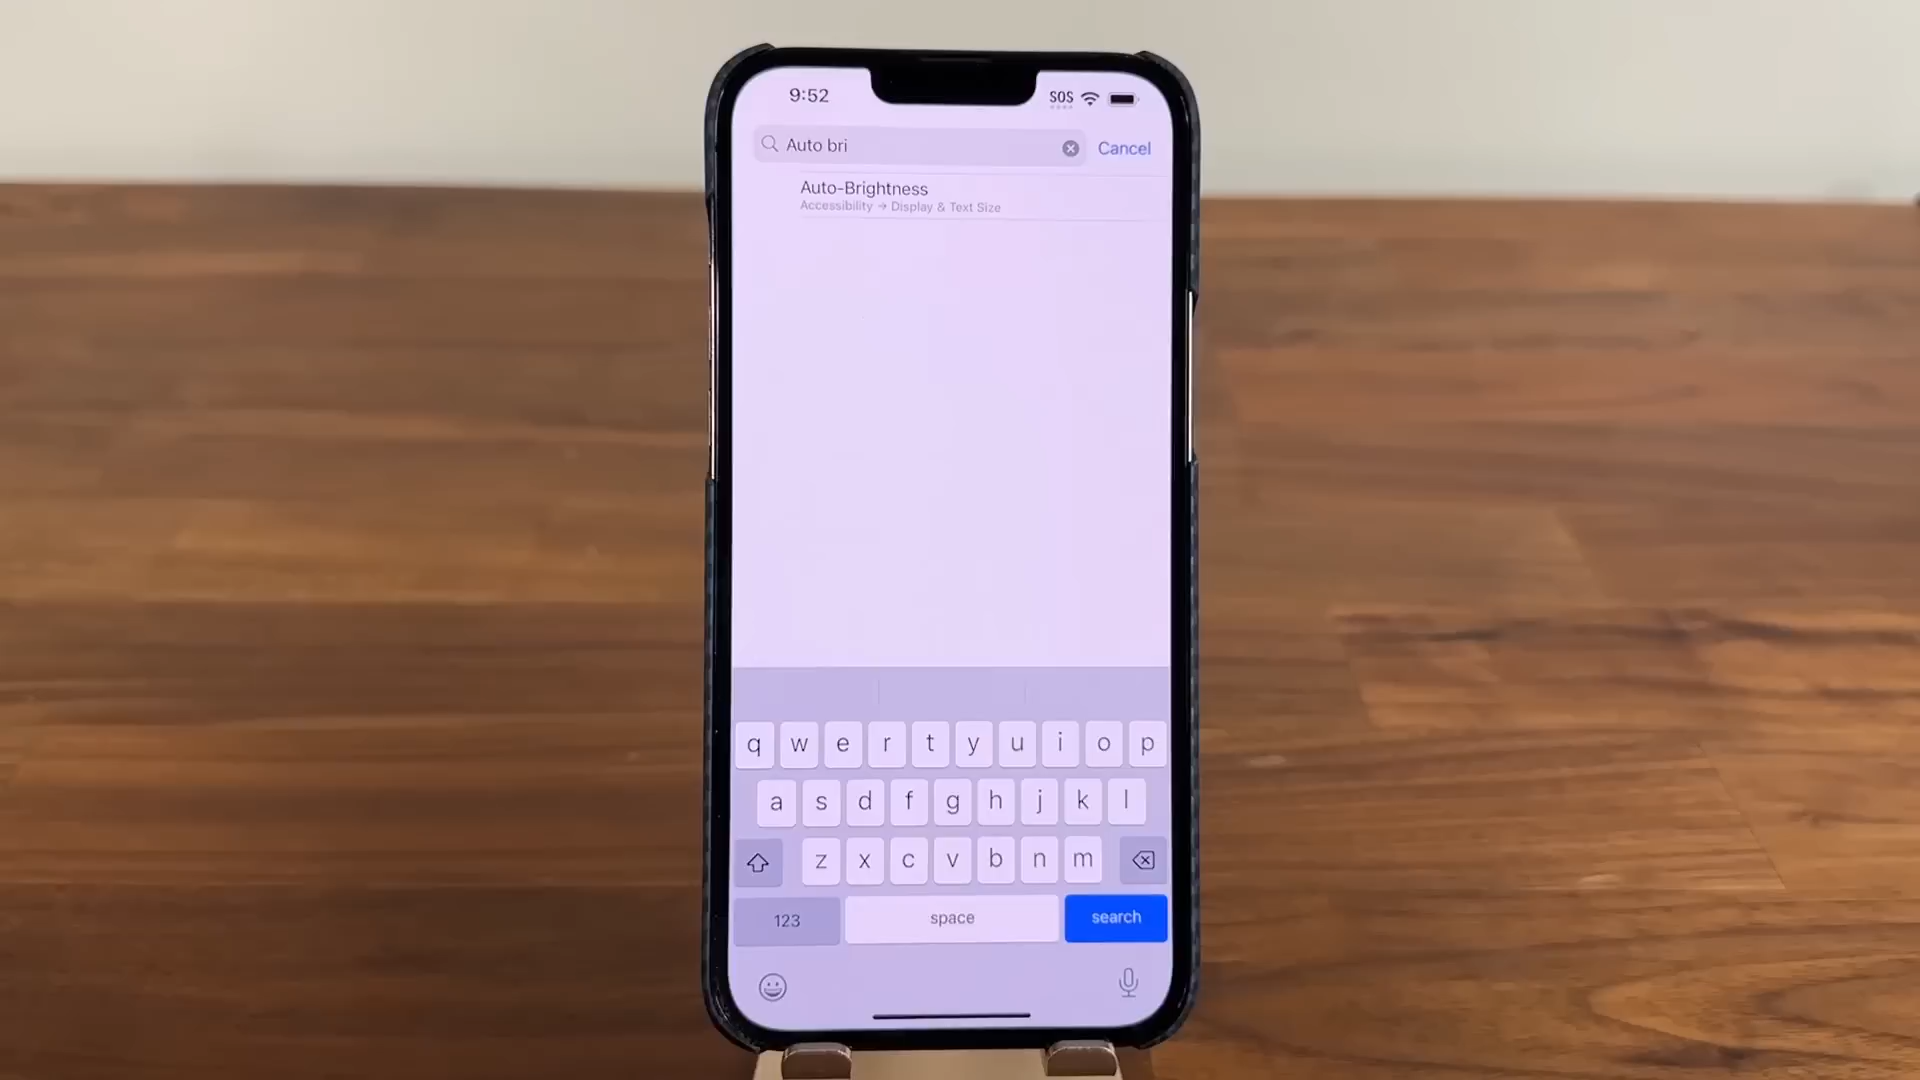 9:52 SOS
Auto bri Cancel
Auto-Brightness
Accessibility → Display & Text Size
q w e r t y u i o p
a s d f g h j k l
z x c v b n m
123 space search